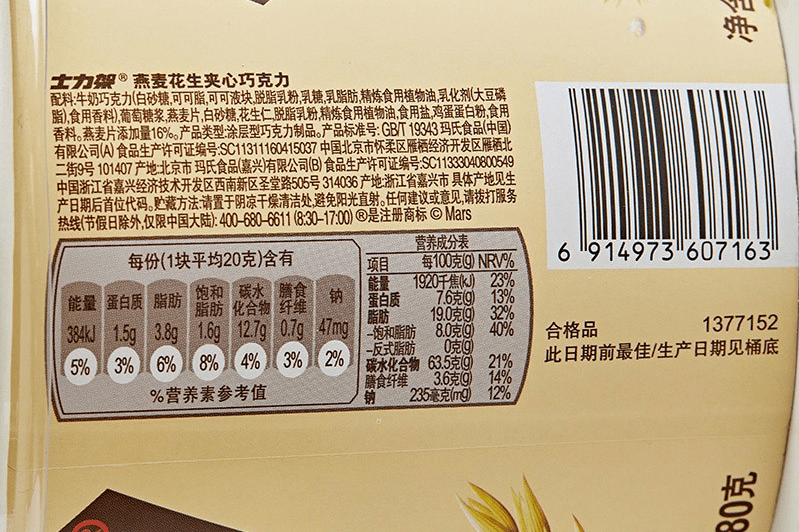 净含
士力架® 燕麦花生夹心巧克力
配料:牛奶巧克力(白砂糖,可可脂,可可液块,脱脂乳粉,乳糖,乳脂肪,精炼食用植物油,乳化剂(大豆磷
脂),食用香料),葡萄糖浆,燕麦片,白砂糖,花生仁,脱脂乳粉,精炼食用植物油,食用盐,鸡蛋蛋白粉,食用
香料。燕麦片添加量16%。产品类型:涂层型巧克力制品。产品标准号: GB/T 19343 玛氏食品(中国)
有限公司(A) 食品生产许可证编号:SC11311160415037 中国北京市怀柔区雁栖经济开发区雁栖北
二街9号 101407 产地:北京市 玛氏食品(嘉兴)有限公司(B) 食品生产许可证编号:SC11333040800549
中国浙江省嘉兴经济技术开发区西南新区圣堂路505号 314036 产地:浙江省嘉兴市 具体产地见生
产日期后首位代码。贮藏方法:请置于阴凉干燥清洁处,避免阳光直射。任何建议或意见,请拨打服务
热线(节假日除外,仅限中国大陆): 400-680-6611 (8:30-17:00) ®是注册商标 © Mars
每份(1块平均20克)含有
能量 蛋白质 脂肪 饱和脂肪 碳水化合物 膳食纤维 钠
384kJ 1.5g 3.8g 1.6g 12.7g 0.7g 47mg
5% 3% 6% 8% 4% 3% 2%
%营养素参考值
营养成分表
项目 每100克(g) NRV%
能量 1920千焦(kJ) 23%
蛋白质 7.6克(g) 13%
脂肪 19.0克(g) 32%
-饱和脂肪 8.0克(g) 40%
-反式脂肪 0克(g)
碳水化合物 63.5克(g) 21%
膳食纤维 3.6克(g) 14%
钠 235毫克(mg) 12%
6 914973 607163
合格品 1377152
此日期前最佳/生产日期见桶底
80克